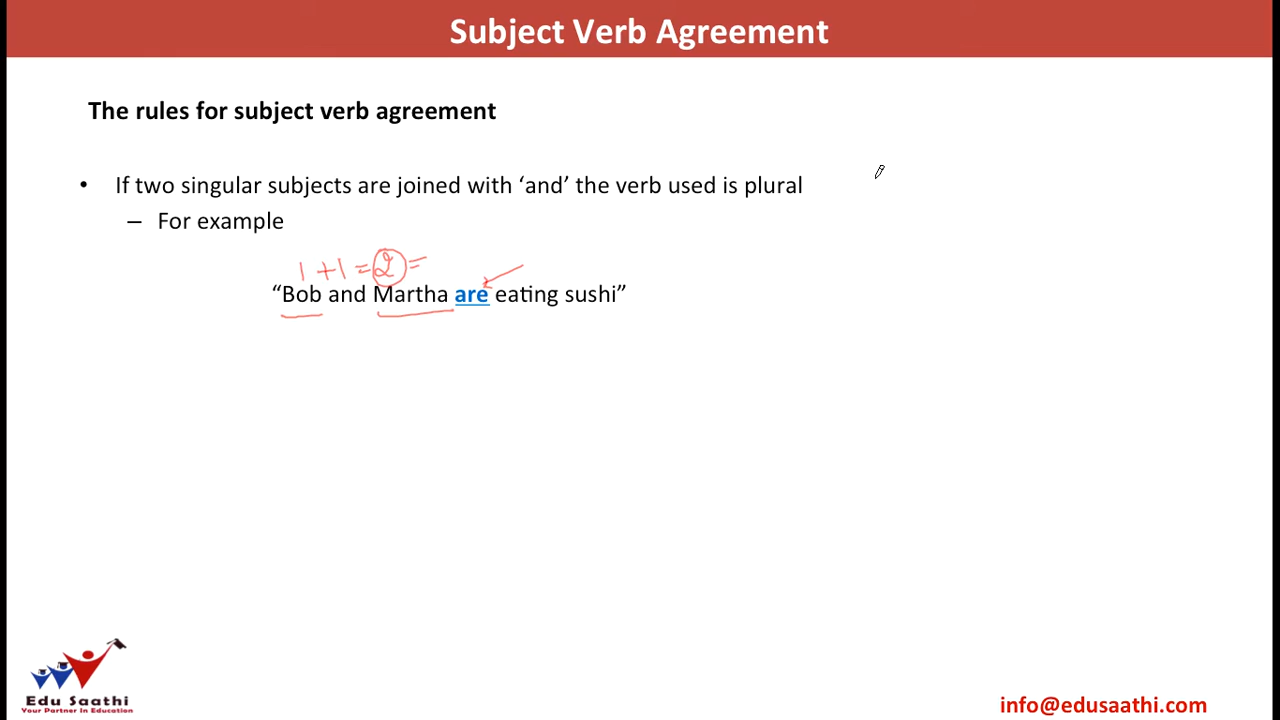 Subject Verb Agreement
The rules for subject verb agreement
• If two singular subjects are joined with ‘and’ the verb used is plural
– For example
1 + 1 = 2 =
“Bob and Martha are eating sushi”
Edu Saathi
Your Partner In Education
info@edusaathi.com